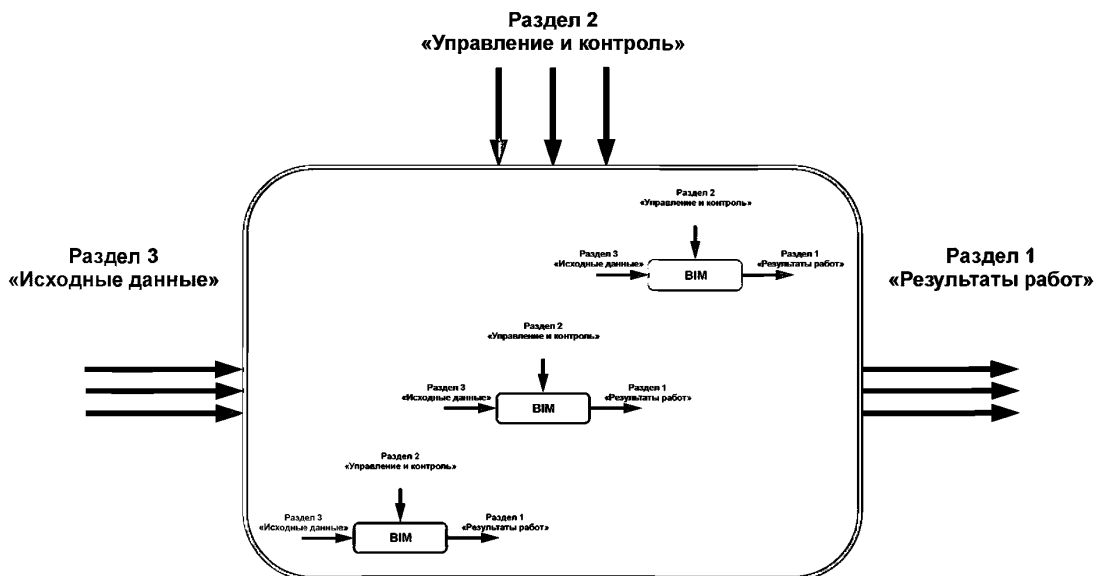 Раздел 2
«Управление и контроль»
Раздел 3
«Исходные данные»
Раздел 1
«Результаты работ»
Раздел 2
«Управление и контроль»
Раздел 3
«Исходные данные»
BIM
Раздел 1
«Результаты работ»
Раздел 2
«Управление и контроль»
Раздел 3
«Исходные данные»
BIM
Раздел 1
«Результаты работ»
Раздел 2
«Управление и контроль»
Раздел 3
«Исходные данные»
BIM
Раздел 1
«Результаты работ»